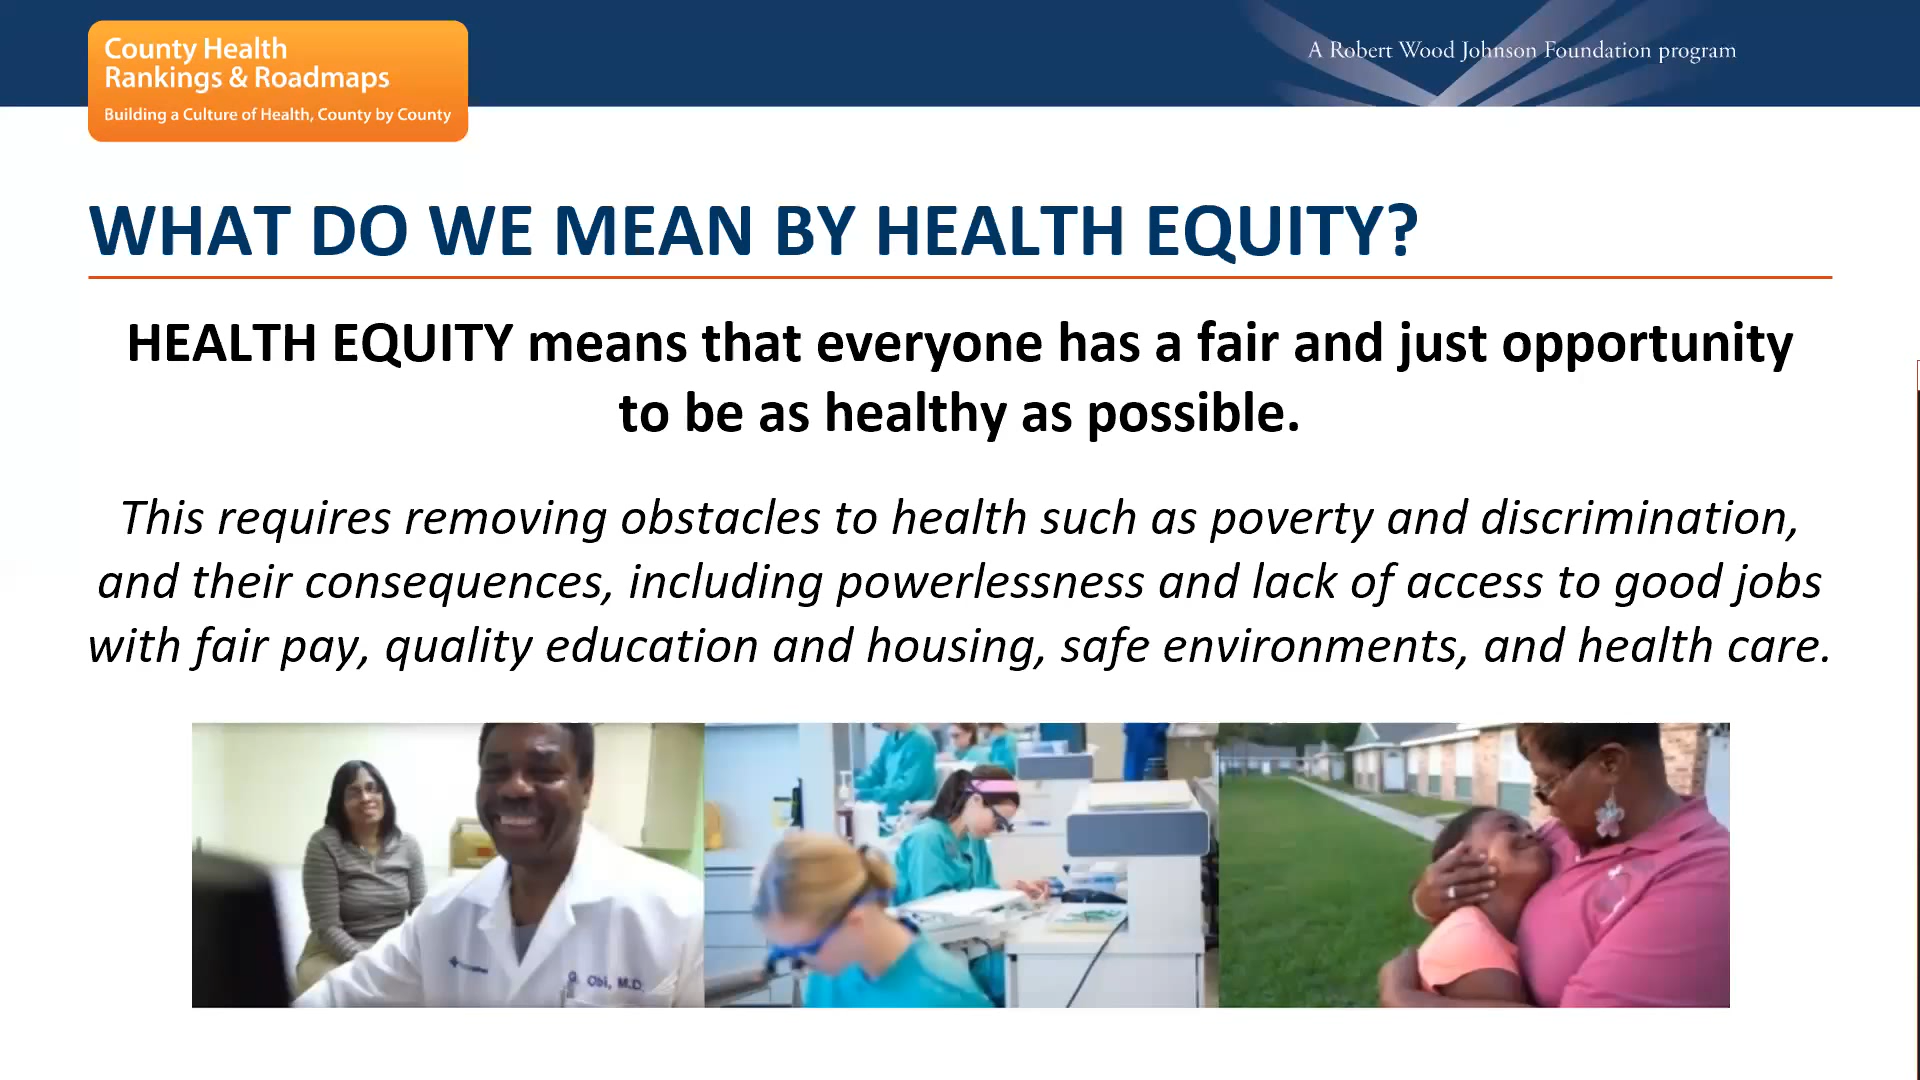 County Health
Rankings & Roadmaps
Building a Culture of Health, County by County
A Robert Wood Johnson Foundation program
WHAT DO WE MEAN BY HEALTH EQUITY?
HEALTH EQUITY means that everyone has a fair and just opportunity
to be as healthy as possible.
This requires removing obstacles to health such as poverty and discrimination,
and their consequences, including powerlessness and lack of access to good jobs
with fair pay, quality education and housing, safe environments, and health care.
G. Obi, M.D.